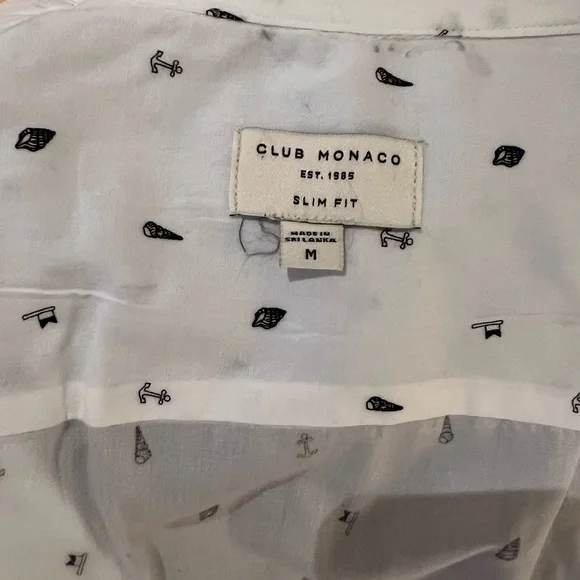 CLUB MONACO
EST. 1985
SLIM FIT
MADE IN
SRI LANKA
M